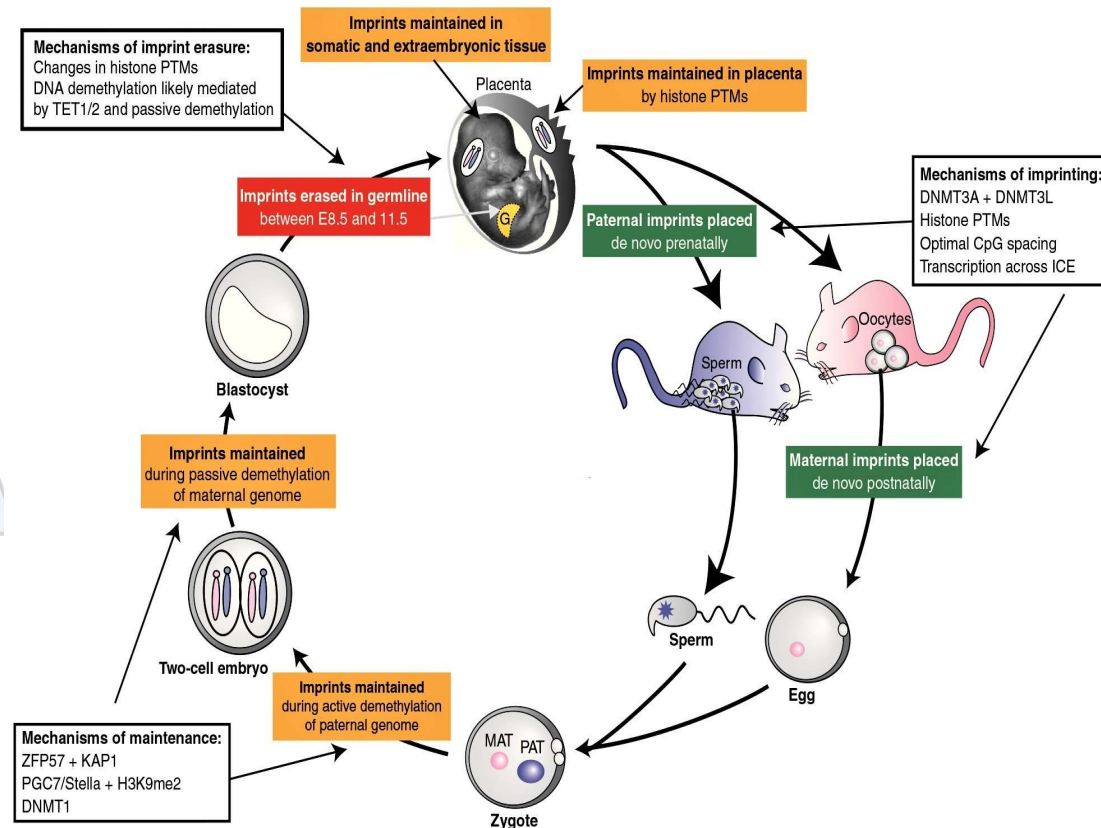 Mechanisms of imprint erasure:
Changes in histone PTMs
DNA demethylation likely mediated
by TET1/2 and passive demethylation
Imprints maintained in
somatic and extraembryonic tissue
Placenta
Imprints maintained in placenta
by histone PTMs
Imprints erased in germline
between E8.5 and 11.5
G
Paternal imprints placed
de novo prenatally
Mechanisms of imprinting:
DNMT3A + DNMT3L
Histone PTMs
Optimal CpG spacing
Transcription across ICE
Blastocyst
Sperm
Oocytes
Imprints maintained
during passive demethylation
of maternal genome
Maternal imprints placed
de novo postnatally
Two-cell embryo
Sperm
Egg
Imprints maintained
during active demethylation
of paternal genome
Mechanisms of maintenance:
ZFP57 + KAP1
PGC7/Stella + H3K9me2
DNMT1
MAT
PAT
Zygote